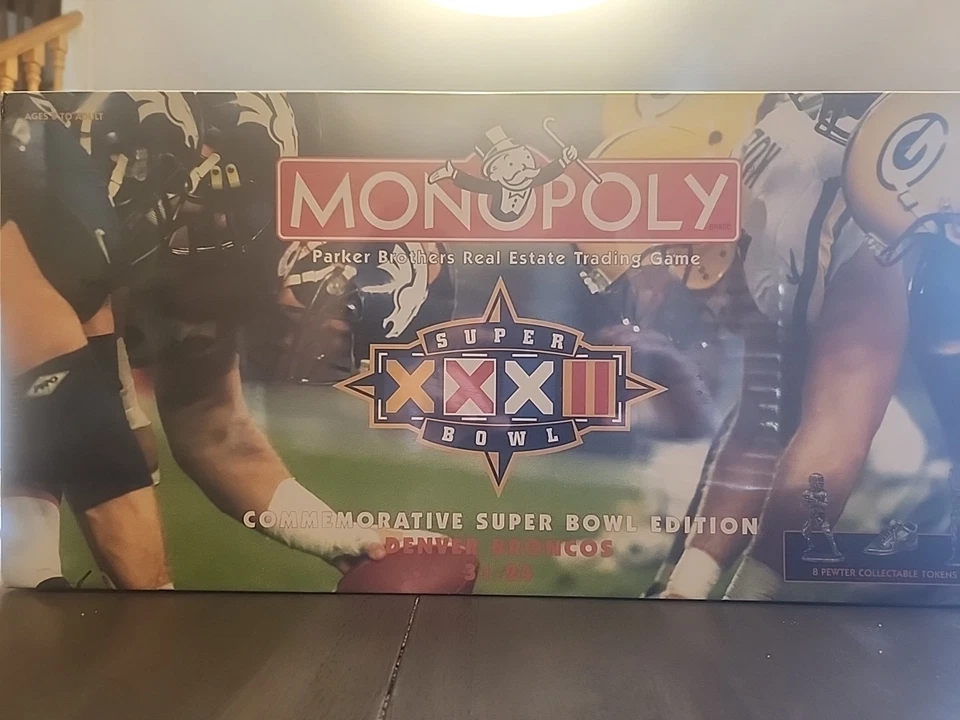 AGES 8 TO ADULT
MONOPOLY
Parker Brothers Real Estate Trading Game
SUPER
XXXII
BOWL
COMMEMORATIVE SUPER BOWL EDITION
DENVER BRONCOS
31-24
8 PEWTER COLLECTABLE TOKENS
G